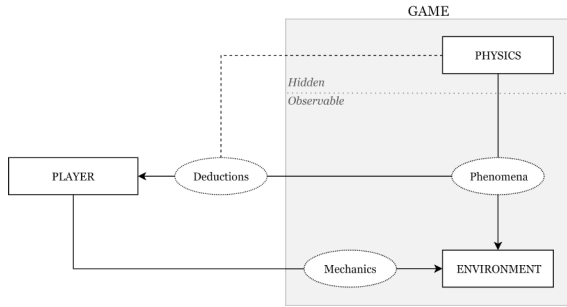 GAME
PHYSICS
Hidden
Observable
PLAYER
Deductions
Phenomena
Mechanics
ENVIRONMENT